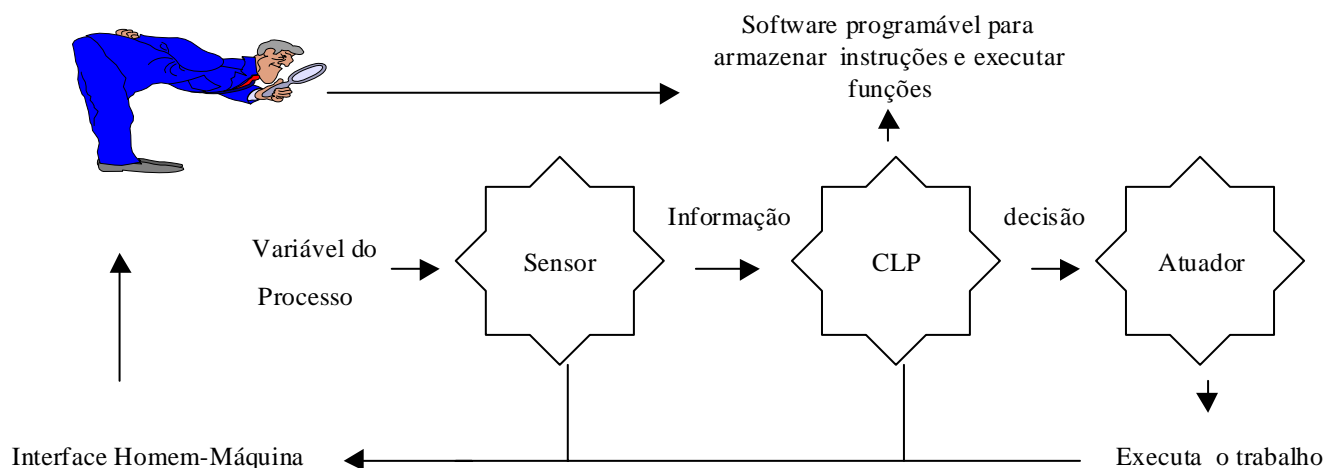 Software programável para
armazenar instruções e executar
funções
Informação
decisão
Variável do
Processo
Sensor
CLP
Atuador
Interface Homem-Máquina
Executa o trabalho